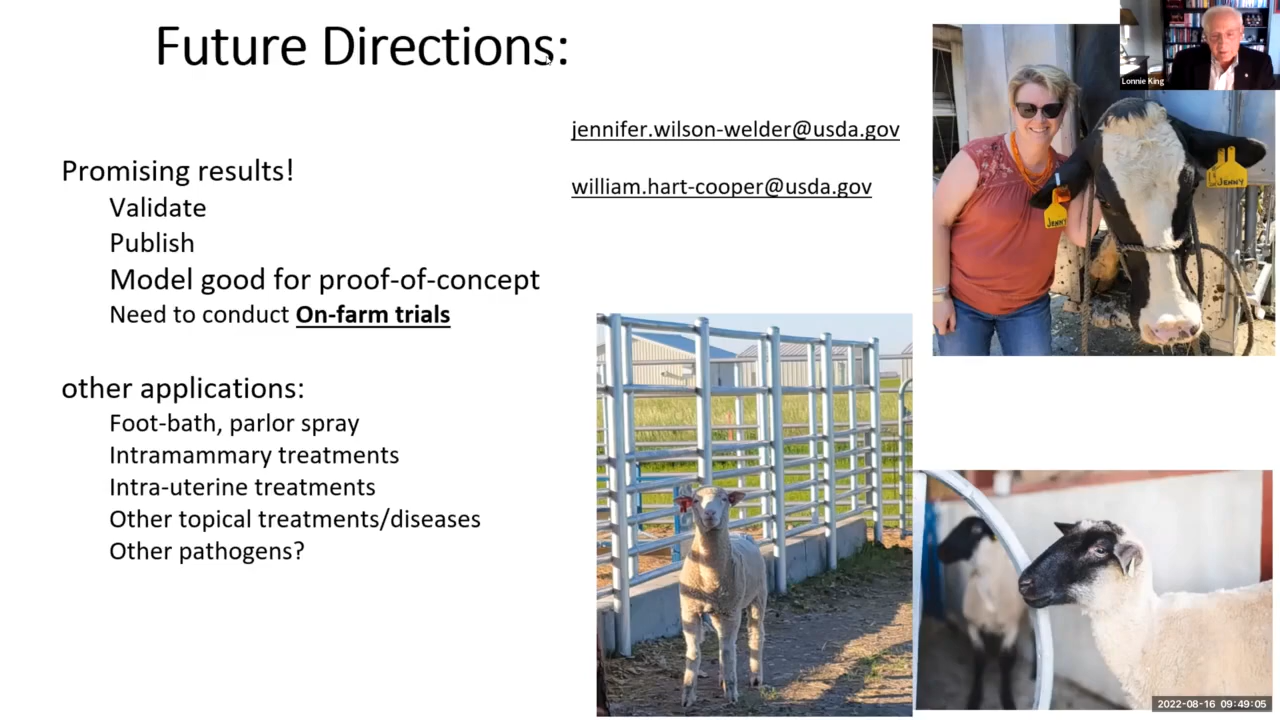 Future Directions:
Lonnie King
jennifer.wilson-welder@usda.gov
william.hart-cooper@usda.gov
Promising results!
Validate
Publish
Model good for proof-of-concept
Need to conduct On-farm trials
other applications:
Foot-bath, parlor spray
Intramammary treatments
Intra-uterine treatments
Other topical treatments/diseases
Other pathogens?
JENNY
JENNY
2022-08-16 09:49:05